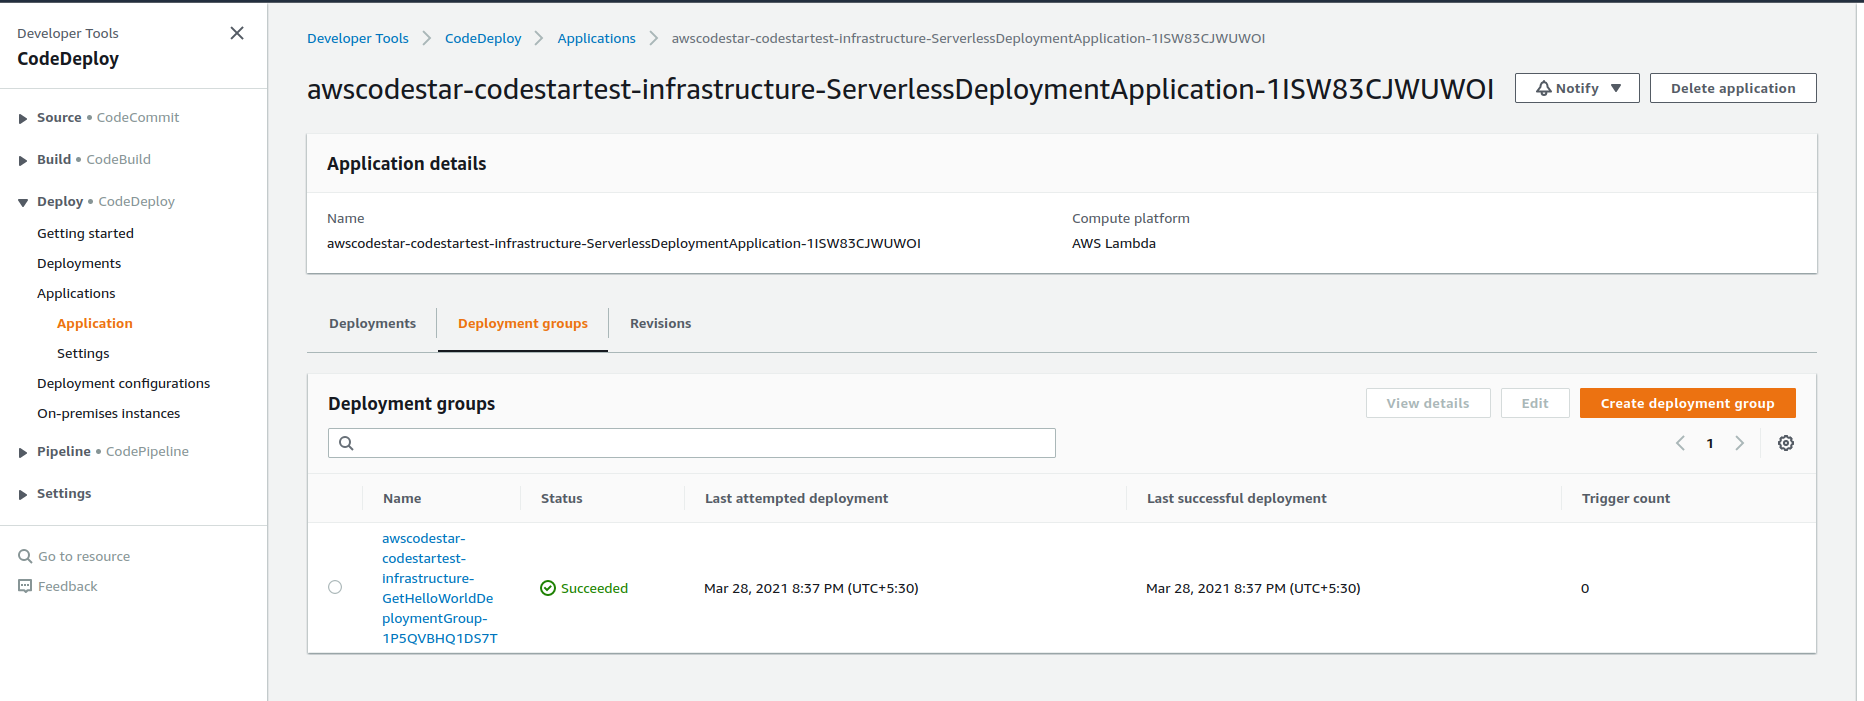 Developer Tools
CodeDeploy
Source • CodeCommit
Build • CodeBuild
Deploy • CodeDeploy
Getting started
Deployments
Applications
Application
Settings
Deployment configurations
On-premises instances
Pipeline • CodePipeline
Settings
Go to resource
Feedback
Developer Tools
CodeDeploy
Applications
awscodestar-codestartest-infrastructure-ServerlessDeploymentApplication-1ISW83CJWUWOI
awscodestar-codestartest-infrastructure-ServerlessDeploymentApplication-1ISW83CJWUWOI
Notify
Delete application
Application details
Name
awscodestar-codestartest-infrastructure-ServerlessDeploymentApplication-1ISW83CJWUWOI
Compute platform
AWS Lambda
Deployments
Deployment groups
Revisions
Deployment groups
View details
Edit
Create deployment group
1
Name
Status
Last attempted deployment
Last successful deployment
Trigger count
awscodestar-
codestartest-
infrastructure-
GetHelloWorldDe
ploymentGroup-
1P5QVBHQ1DS7T
Succeeded
Mar 28, 2021 8:37 PM (UTC+5:30)
Mar 28, 2021 8:37 PM (UTC+5:30)
0